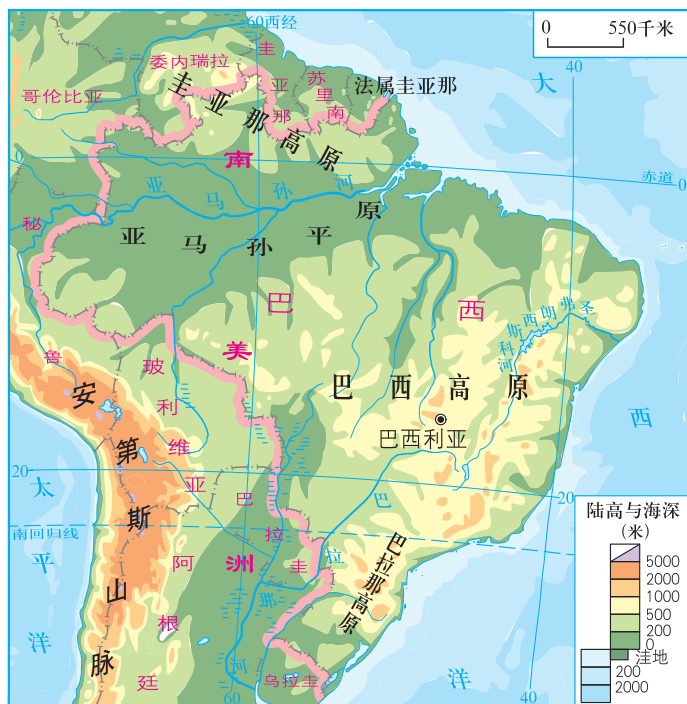 60西经
0 550千米
40
大
委内瑞拉
圭亚那
苏里南
法属圭亚那
哥伦比亚
圭亚那高原
南
0
赤道 0
亚马孙河
秘鲁
亚马孙平原
巴西
圣弗朗西斯科河
美
玻利维亚
安第斯山脉
巴西高原
巴西利亚
西
20
20
太平洋
南回归线
巴拉圭
巴拉那河
洲
阿根廷
巴拉那高原
乌拉圭
洋
60
40
陆高与海深
(米)
5000
2000
1000
500
200
0
洼地
200
2000